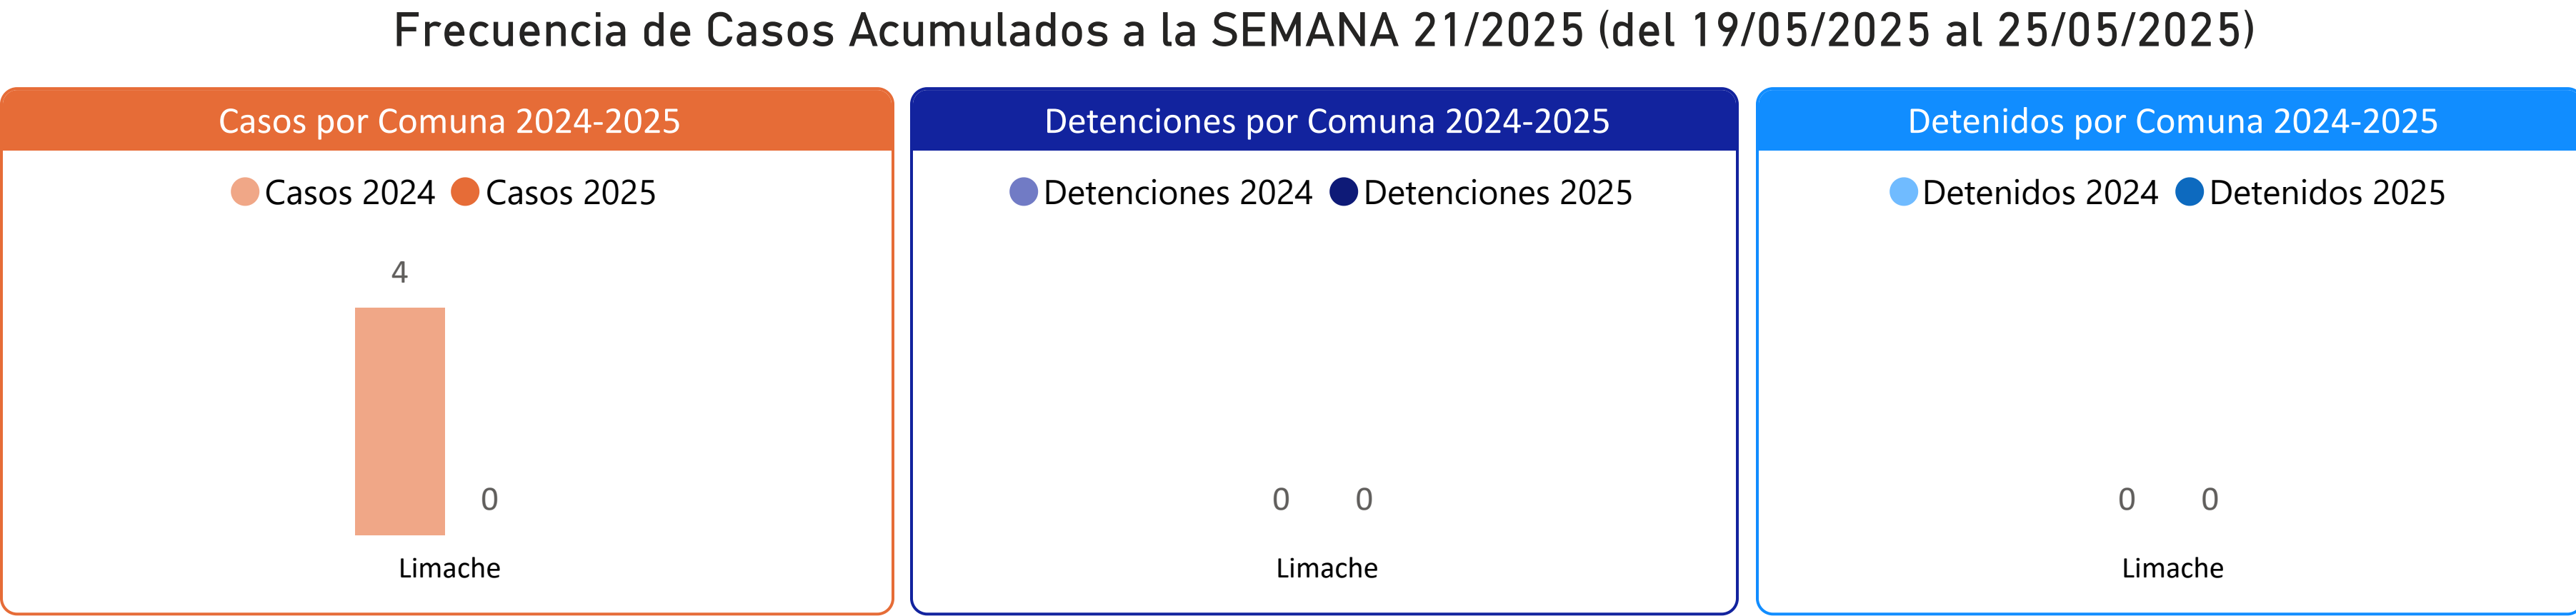 Frecuencia de Casos Acumulados a la SEMANA 21/2025 (del 19/05/2025 al 25/05/2025)
Casos por Comuna 2024-2025
Casos 2024 Casos 2025
4
0
Limache
Detenciones por Comuna 2024-2025
Detenciones 2024 Detenciones 2025
0 0
Limache
Detenidos por Comuna 2024-2025
Detenidos 2024 Detenidos 2025
0 0
Limache